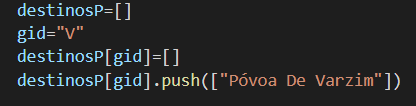 destinosP=[]
gid="V"
destinosP[gid]=[]
destinosP[gid].push(["Póvoa De Varzim"])